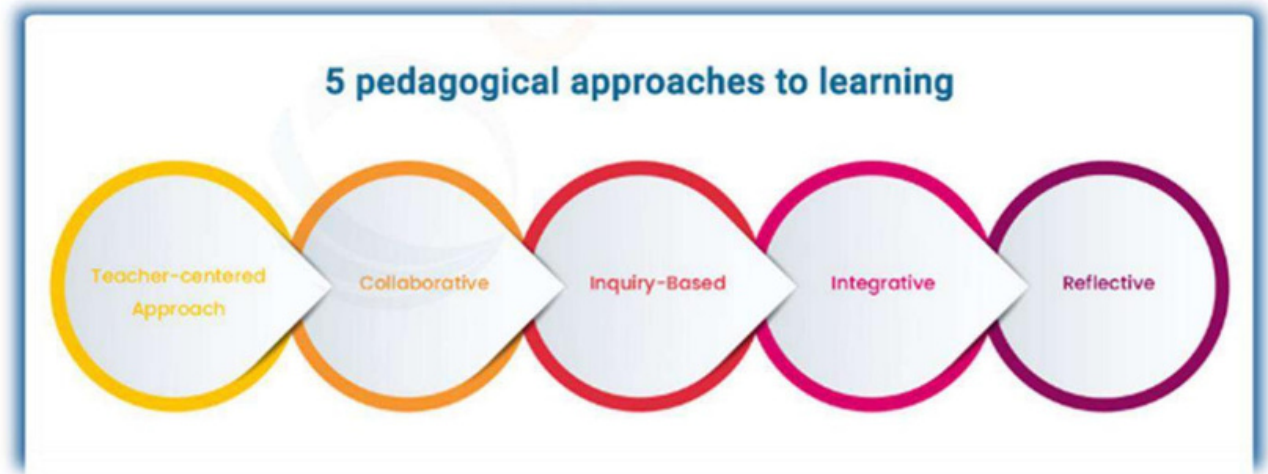 5 pedagogical approaches to learning
Teacher-centered
Approach
Collaborative
Inquiry-Based
Integrative
Reflective